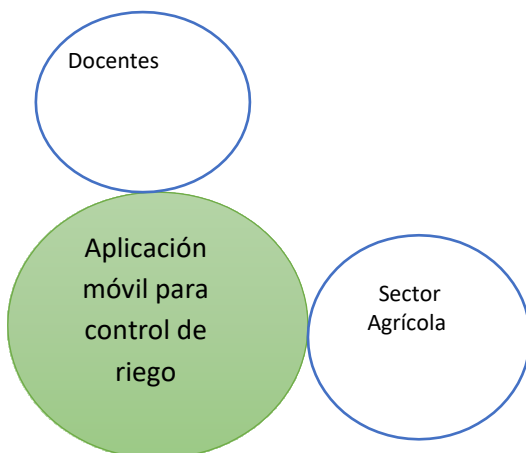 Docentes
Aplicación
móvil para
control de
riego
Sector
Agrícola